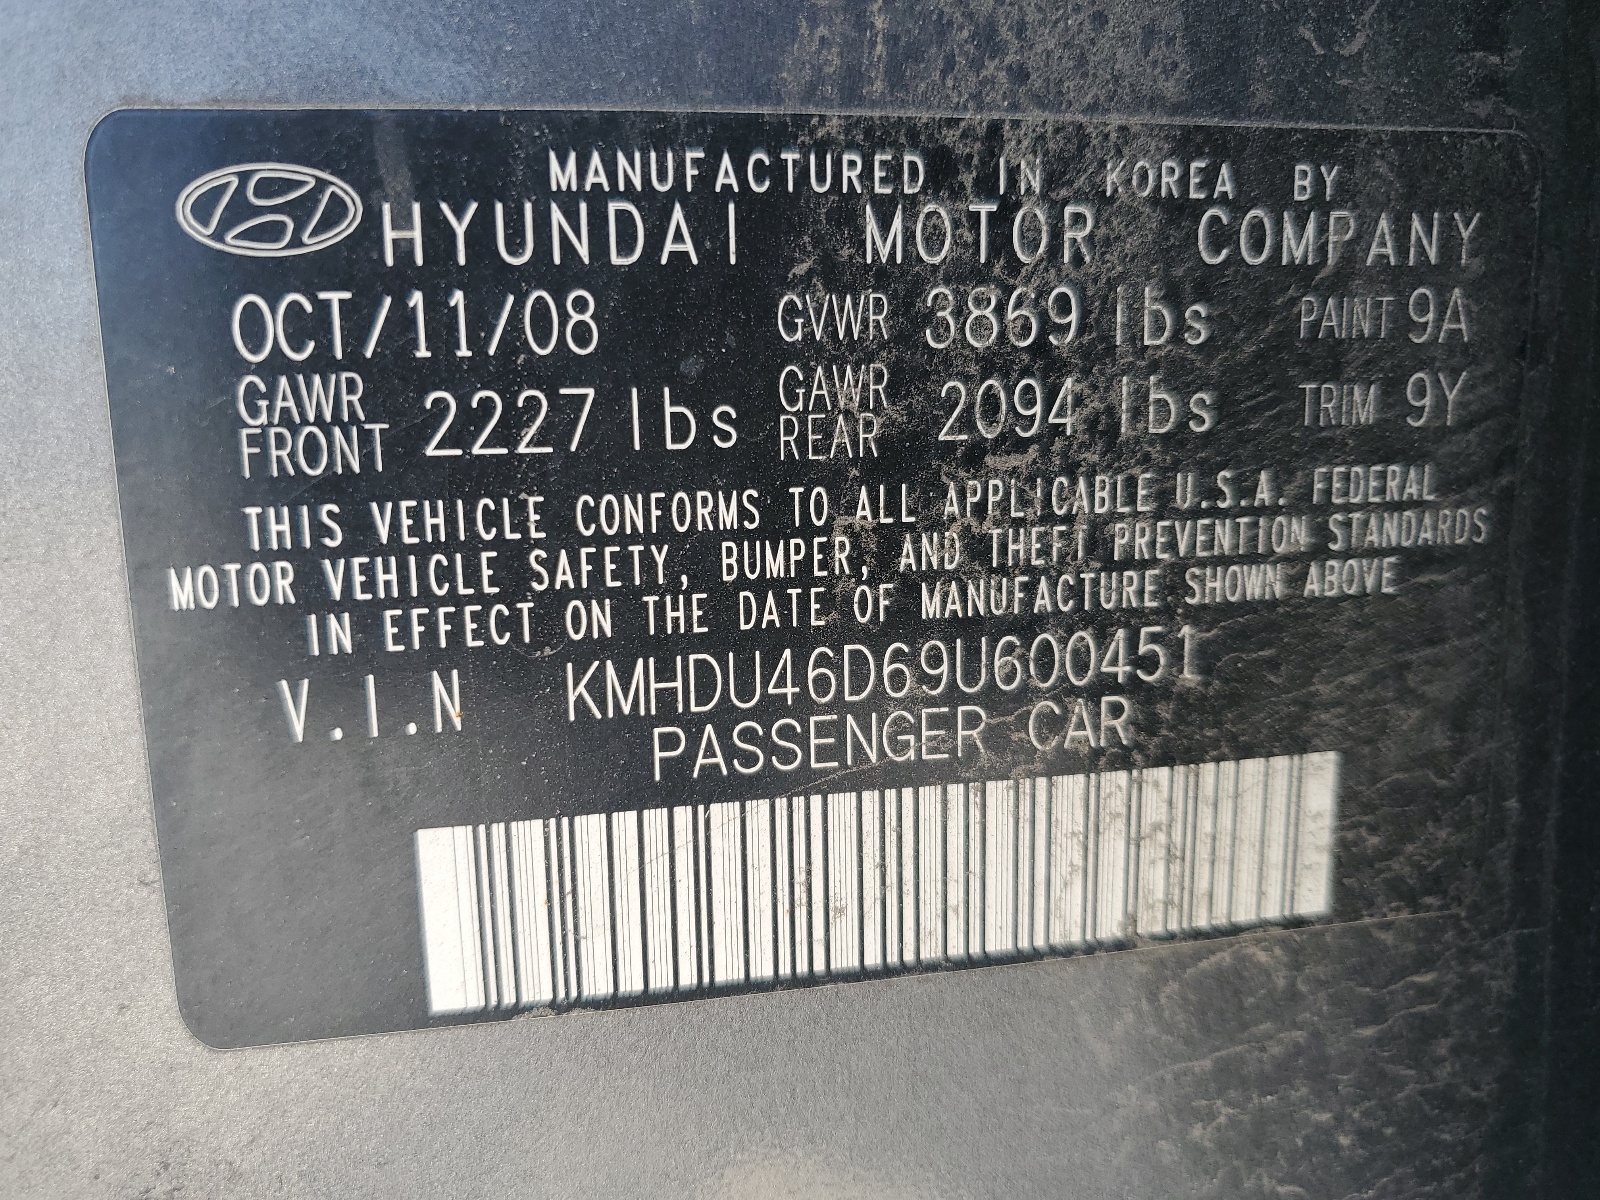 MANUFACTURED IN KOREA BY
HYUNDAI MOTOR COMPANY
OCT/11/08 GVWR 3869 lbs PAINT 9A
GAWR FRONT 2227 lbs GAWR REAR 2094 lbs TRIM 9Y
THIS VEHICLE CONFORMS TO ALL APPLICABLE U.S.A. FEDERAL
MOTOR VEHICLE SAFETY, BUMPER, AND THEFT PREVENTION STANDARDS
IN EFFECT ON THE DATE OF MANUFACTURE SHOWN ABOVE
V.I.N KMHDU46D69U600451
PASSENGER CAR